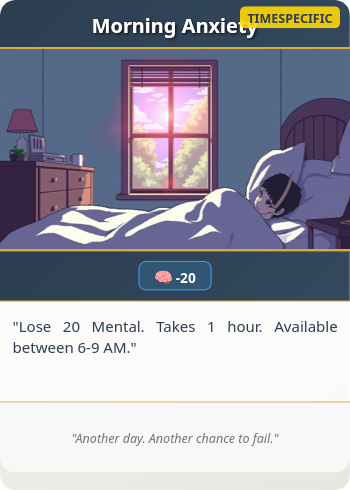 TIMESPECIFIC
Morning Anxiety
🧠 -20
"Lose 20 Mental. Takes 1 hour. Available
between 6-9 AM."
"Another day. Another chance to fail."